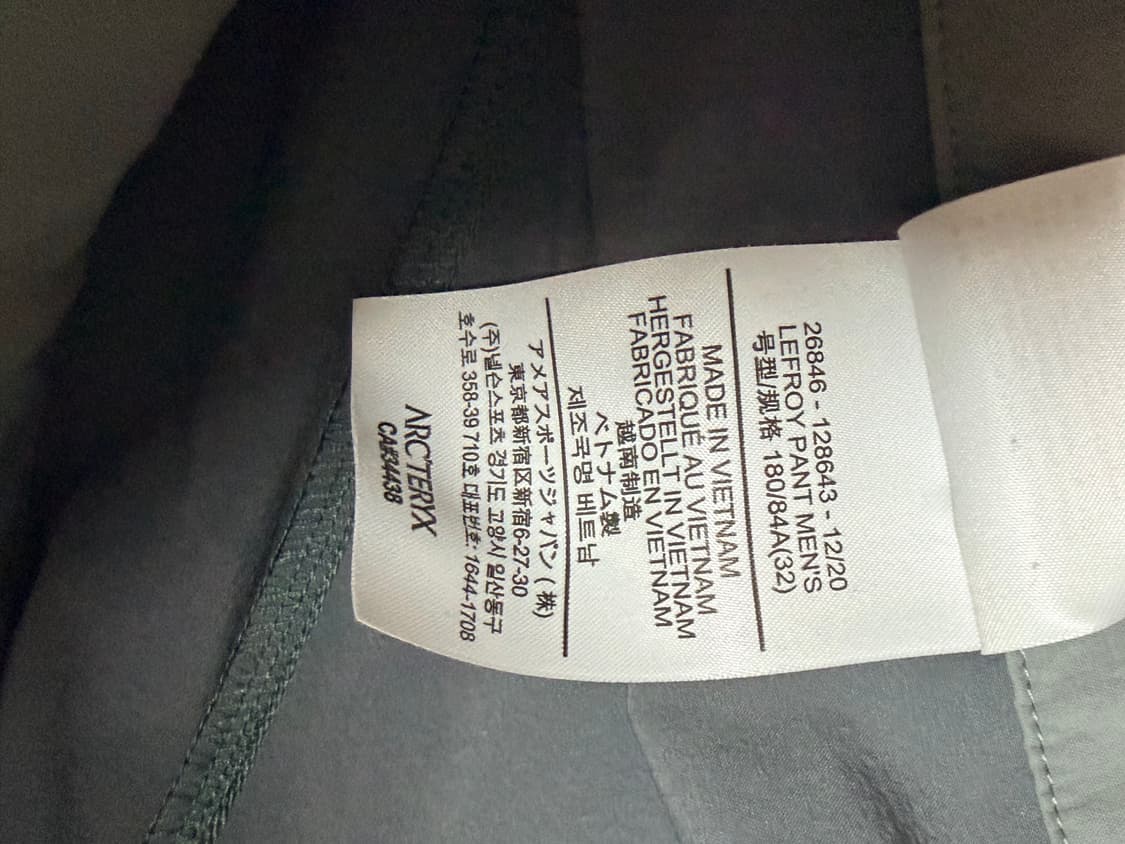 26846 - 128643 - 12/20
LEFROY PANT MEN'S
号型/规格 180/84A(32)
MADE IN VIETNAM
FABRIQUÉ AU VIETNAM
HERGESTELLT IN VIETNAM
FABRICADO EN VIETNAM
越南制造
ベトナム製
제조국명 베트남
アメアスポーツジャパン (株)
東京都新宿区新宿6-27-30
(주)넬슨스포츠 경기도 고양시 일산동구
호수로 358-39 710호 대표번호: 1644-1708
ARC'TERYX
CA#34438